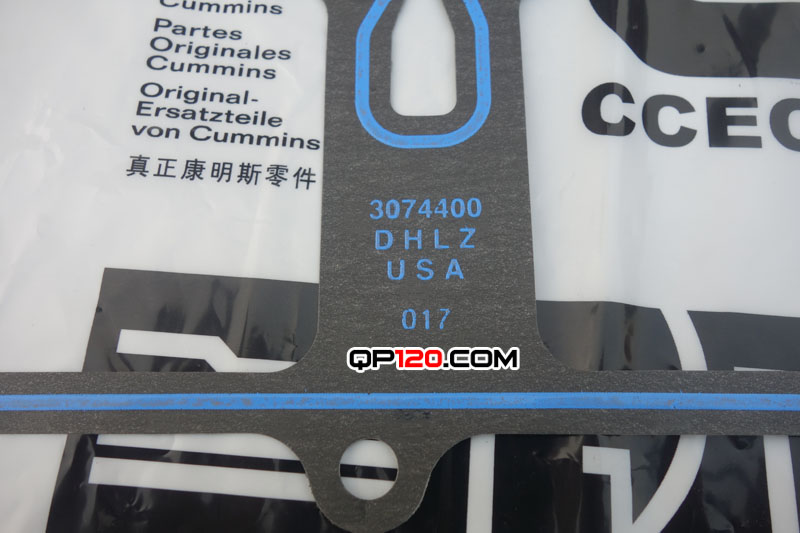 Cummins
Partes
Originales
Cummins
Original-
Ersatzteile
von Cummins
真正康明斯零件
CCEC
3074400
DHLZ
USA
017
QP120.COM